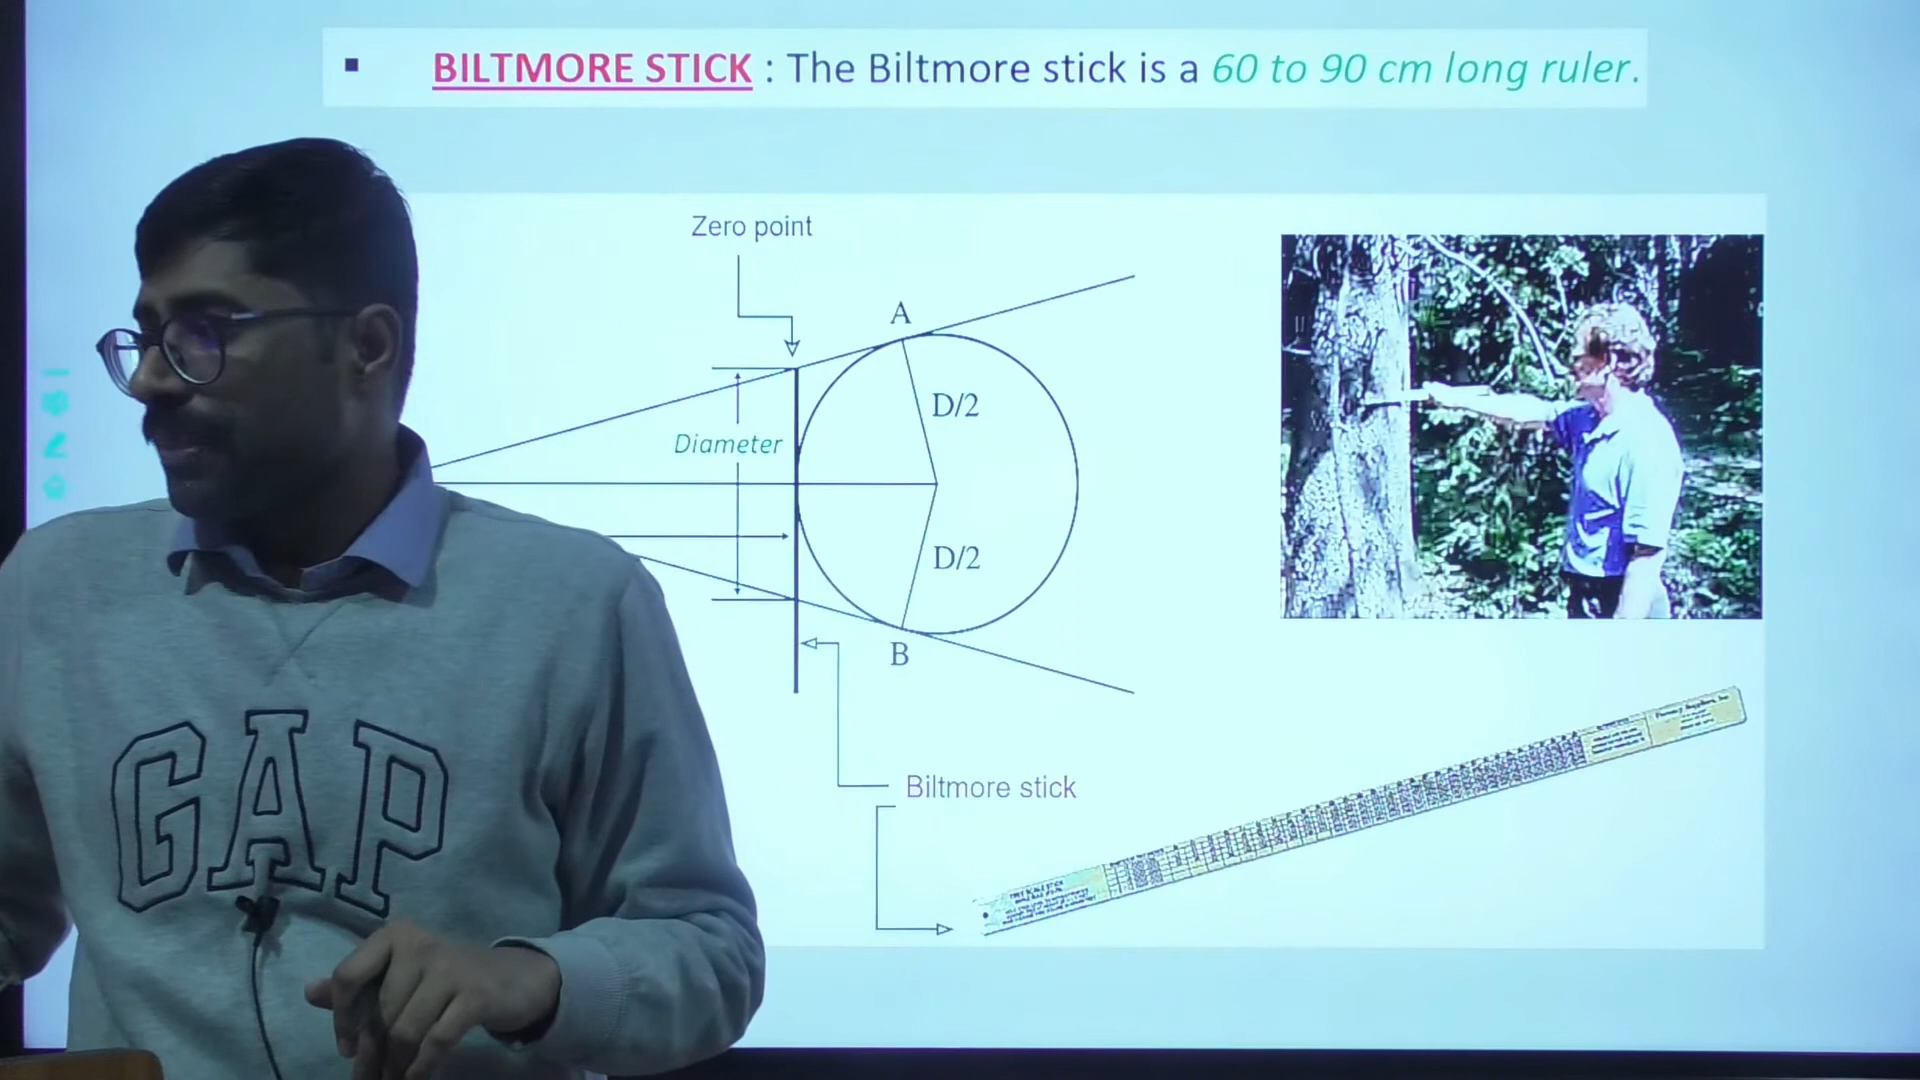 ▪ BILTMORE STICK : The Biltmore stick is a 60 to 90 cm long ruler.
Zero point
A
D/2
Diameter
D/2
B
Biltmore stick
GAP